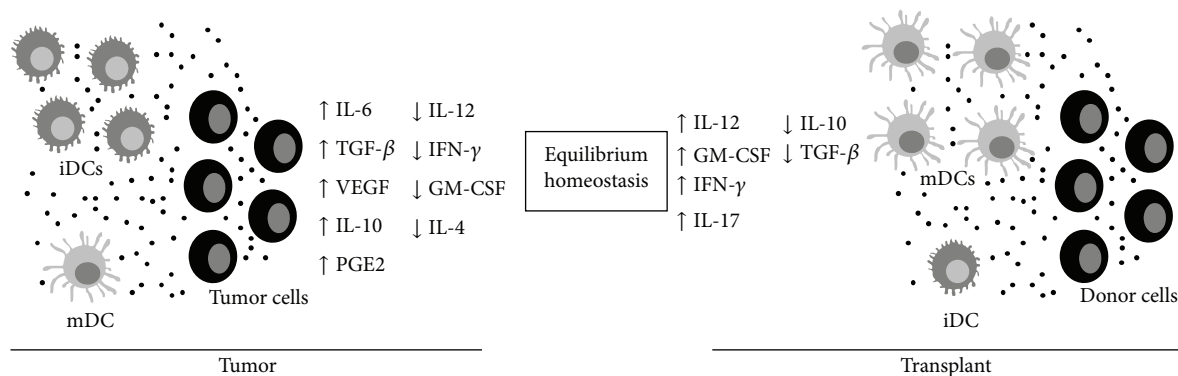 iDCs
mDC
Tumor cells
↑ IL-6 ↓ IL-12
↑ TGF-β ↓ IFN-γ
↑ VEGF ↓ GM-CSF
↑ IL-10 ↓ IL-4
↑ PGE2
Tumor
Equilibrium
homeostasis
↑ IL-12 ↓ IL-10
↑ GM-CSF ↓ TGF-β
↑ IFN-γ
↑ IL-17
mDCs
iDC
Donor cells
Transplant